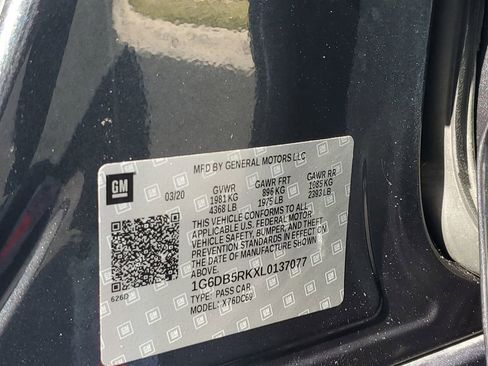 MFD BY GENERAL MOTORS LLC
GM
03/20
GVWR GAWR FRT GAWR RR
1981 KG 896 KG 1085 KG
4368 LB 1975 LB 2393 LB
THIS VEHICLE CONFORMS TO ALL
APPLICABLE U.S. FEDERAL MOTOR
VEHICLE SAFETY, BUMPER, AND THEFT
PREVENTION STANDARDS IN EFFECT ON
THE DATE OF MANUFACTURE SHOWN
ABOVE.
1G6DB5RKXL0137077
TYPE: PASS CAR
MODEL: X76DC69
626D